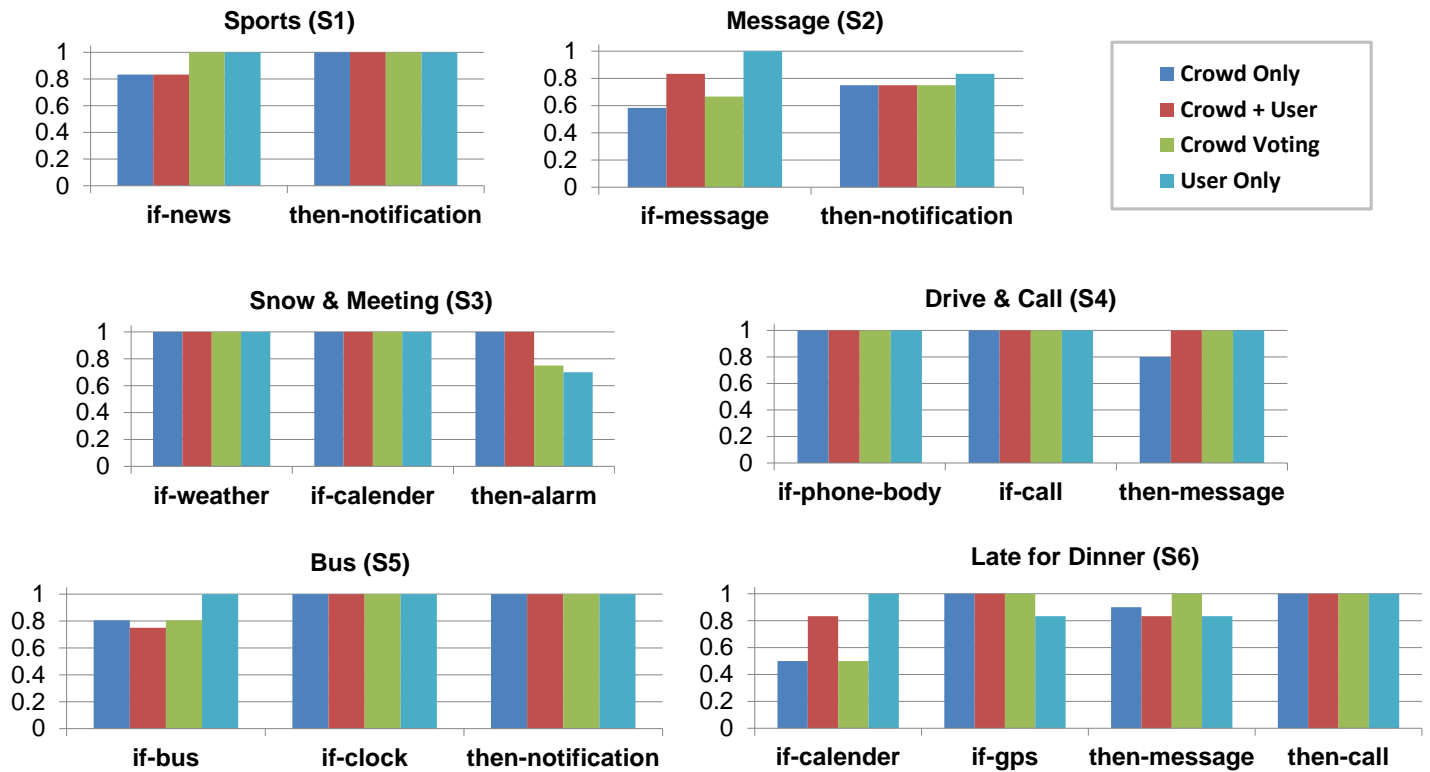 Sports (S1)
1
0.8
0.6
0.4
0.2
0
if-news then-notification
Message (S2)
1
0.8
0.6
0.4
0.2
0
if-message then-notification
Crowd Only
Crowd + User
Crowd Voting
User Only
Snow & Meeting (S3)
1
0.8
0.6
0.4
0.2
0
if-weather if-calender then-alarm
Drive & Call (S4)
1
0.8
0.6
0.4
0.2
0
if-phone-body if-call then-message
Bus (S5)
1
0.8
0.6
0.4
0.2
0
if-bus if-clock then-notification
Late for Dinner (S6)
1
0.8
0.6
0.4
0.2
0
if-calender if-gps then-message then-call